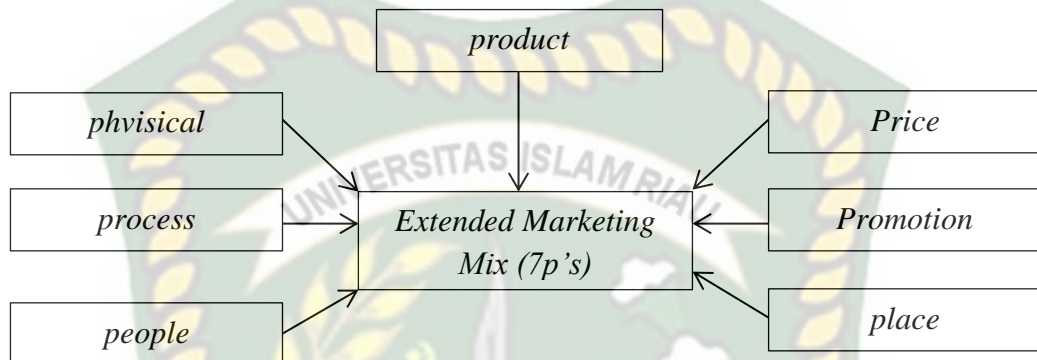 product
phvisical
Price
UNIVERSITAS ISLAM RIAU
process
Extended Marketing
Mix (7p's)
Promotion
people
place